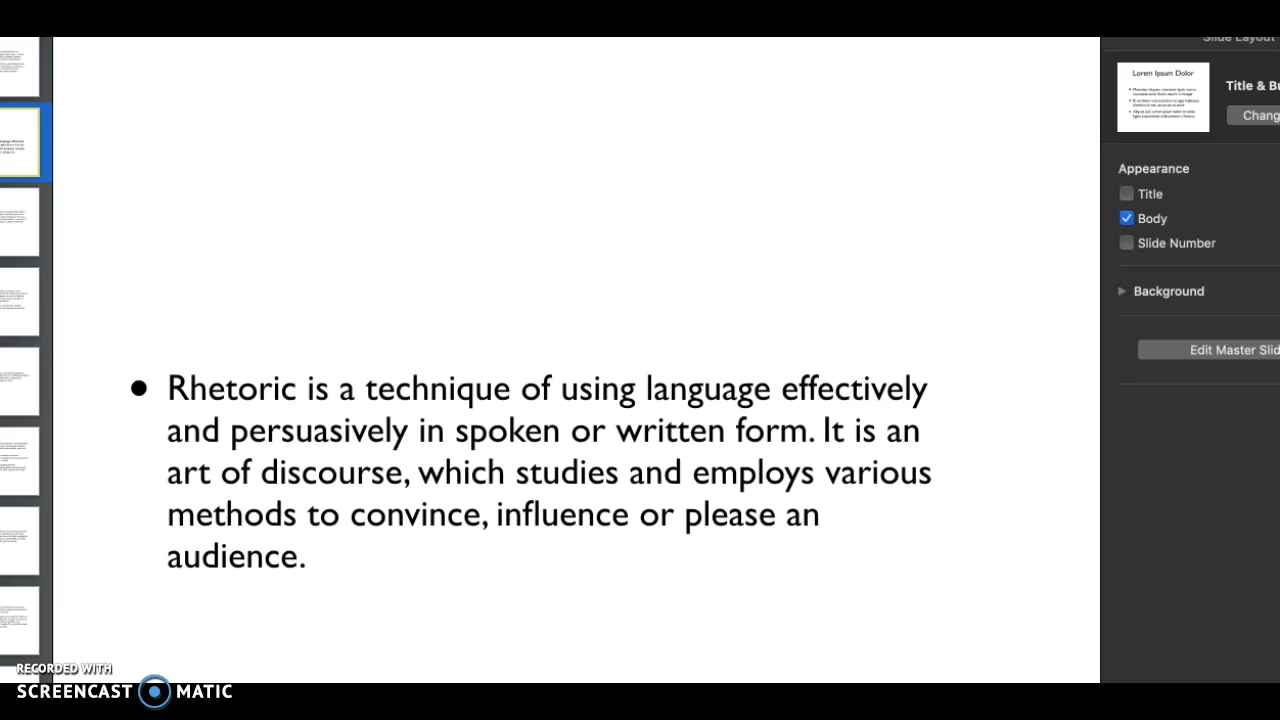 Slide Layout
Lorem Ipsum Dolor
Title & Bu
Chang
Appearance
Title
Body
Slide Number
Background
Edit Master Slid
• Rhetoric is a technique of using language effectively
and persuasively in spoken or written form. It is an
art of discourse, which studies and employs various
methods to convince, influence or please an
audience.
RECORDED WITH
SCREENCAST MATIC